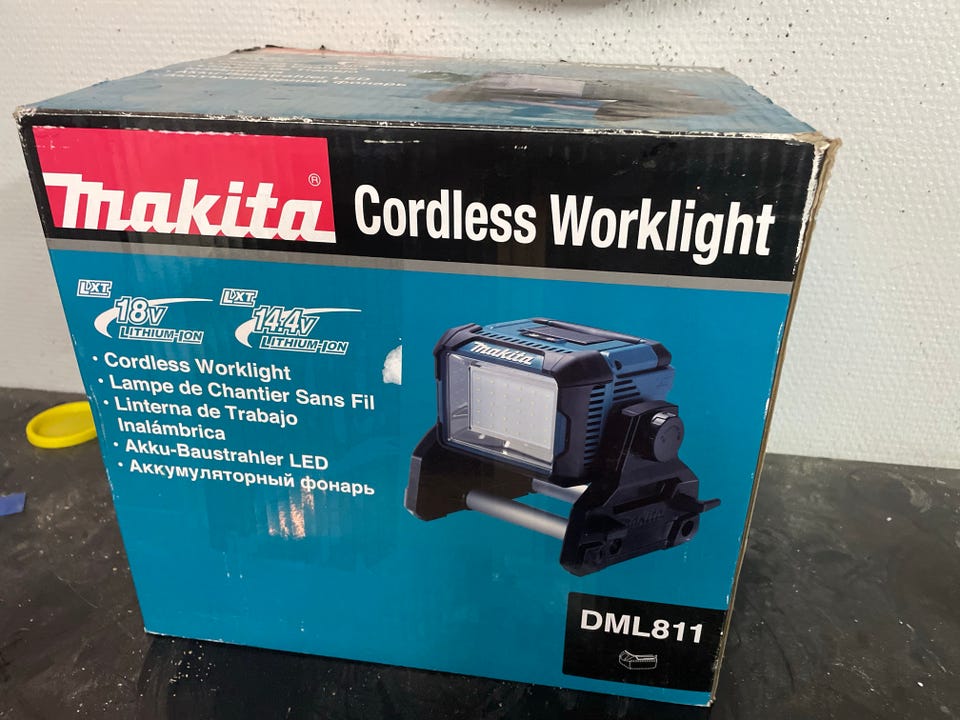 makita®
Cordless Worklight
LXT
18V
LITHIUM-ION
LXT
14.4V
LITHIUM-ION
• Cordless Worklight
• Lampe de Chantier Sans Fil
• Linterna de Trabajo
Inalámbrica
• Akku-Baustrahler LED
• Аккумуляторный фонарь
makita
DML811